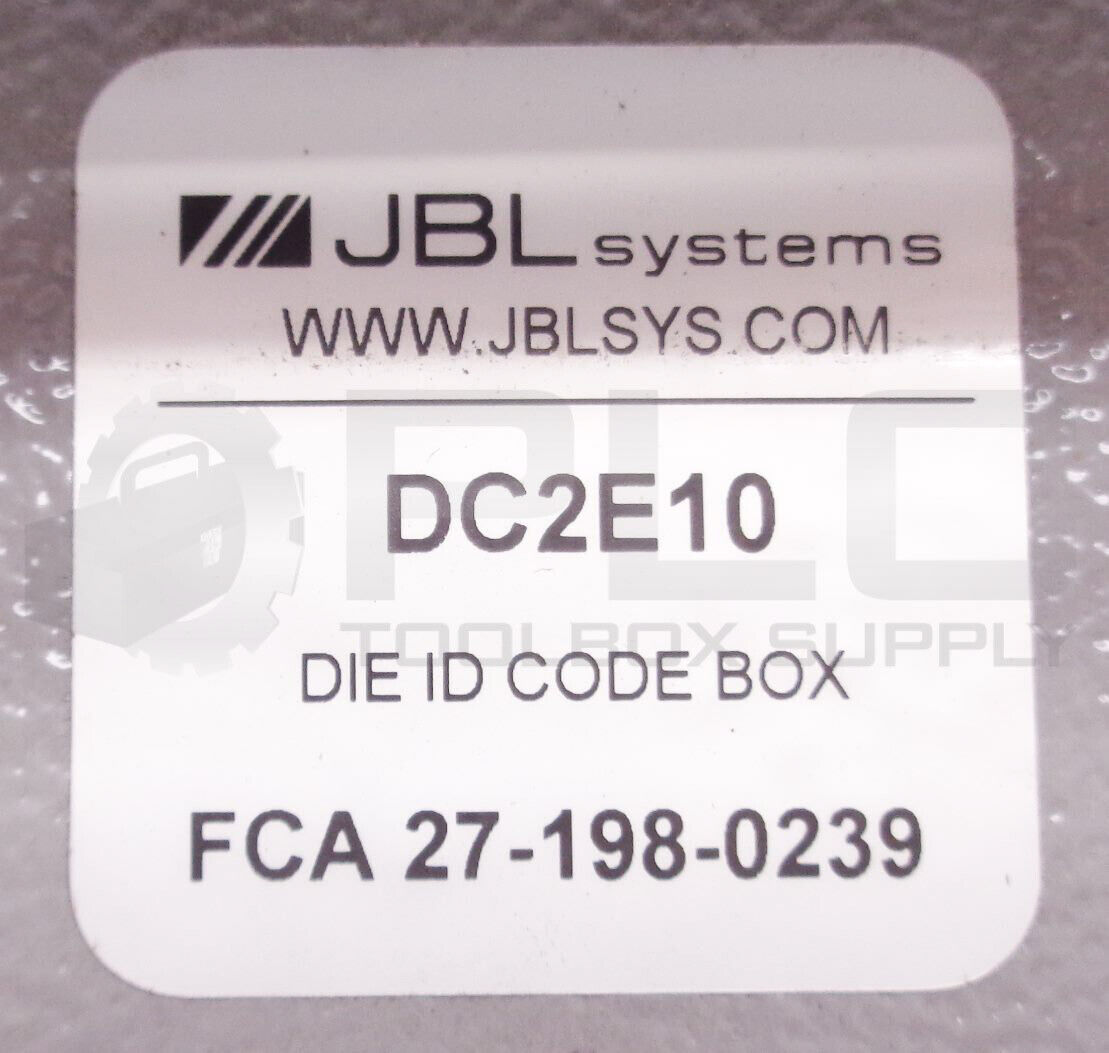 JBL systems
WWW.JBLSYS.COM
DC2E10
PLC
TOOLBOX SUPPLY
DIE ID CODE BOX
FCA 27-198-0239